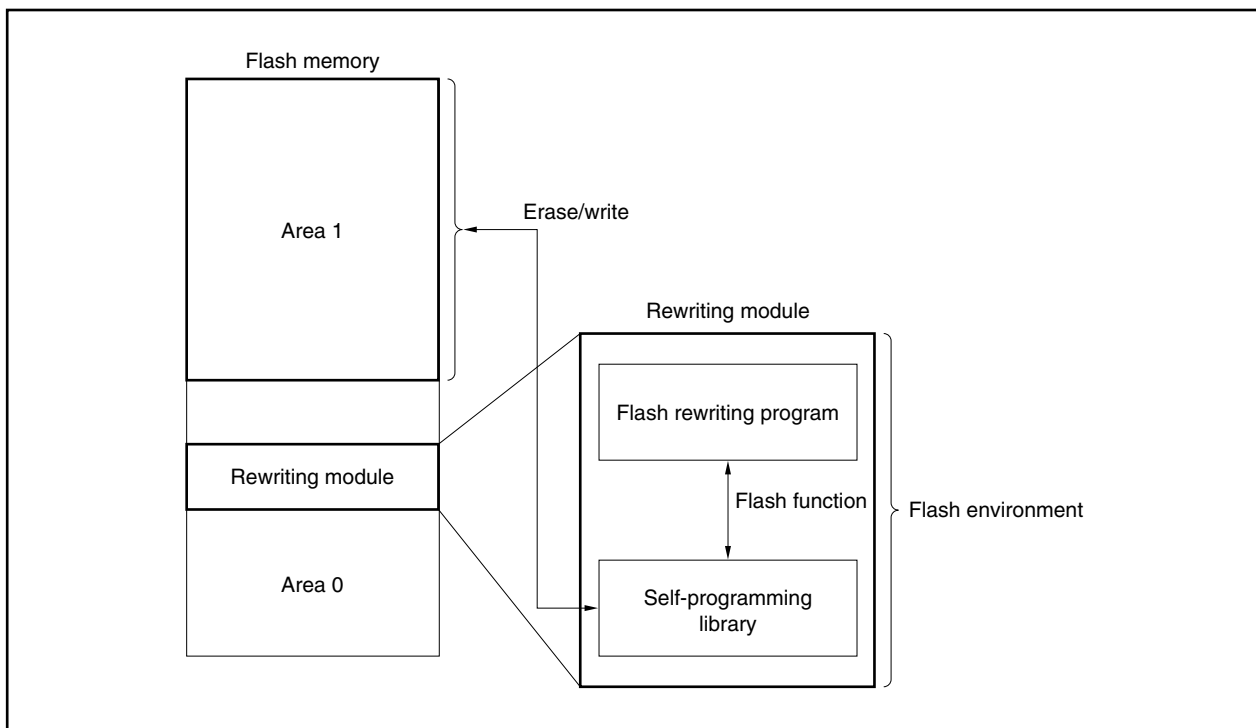 Flash memory
Area 1
Erase/write
Rewriting module
Flash rewriting program
Rewriting module
Flash function
Flash environment
Area 0
Self-programming
library